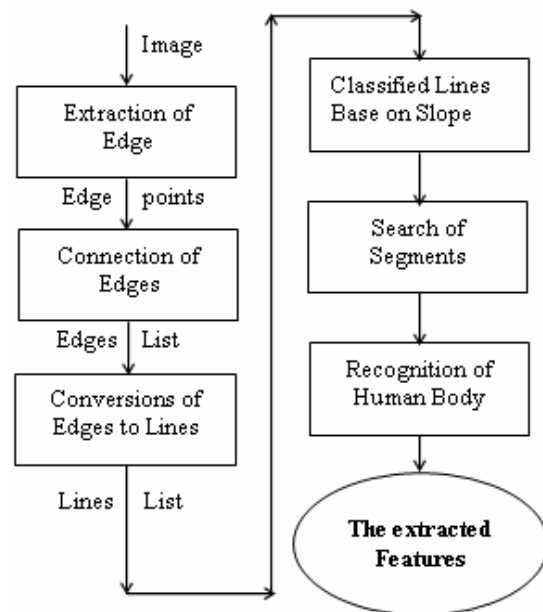 Image
Extraction of
Edge
Edge points
Connection of
Edges
Edges List
Conversions of
Edges to Lines
Lines List
Classified Lines
Base on Slope
Search of
Segments
Recognition of
Human Body
The extracted
Features